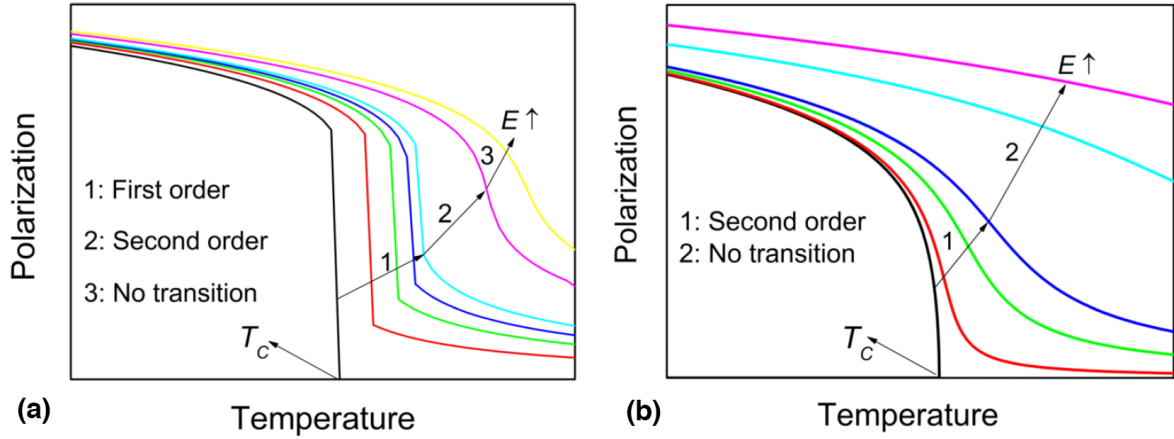 Polarization
1: First order
2: Second order
3: No transition
1
2
3
E ↑
T_C
(a)
Temperature
Polarization
1: Second order
2: No transition
1
2
E ↑
T_C
(b)
Temperature